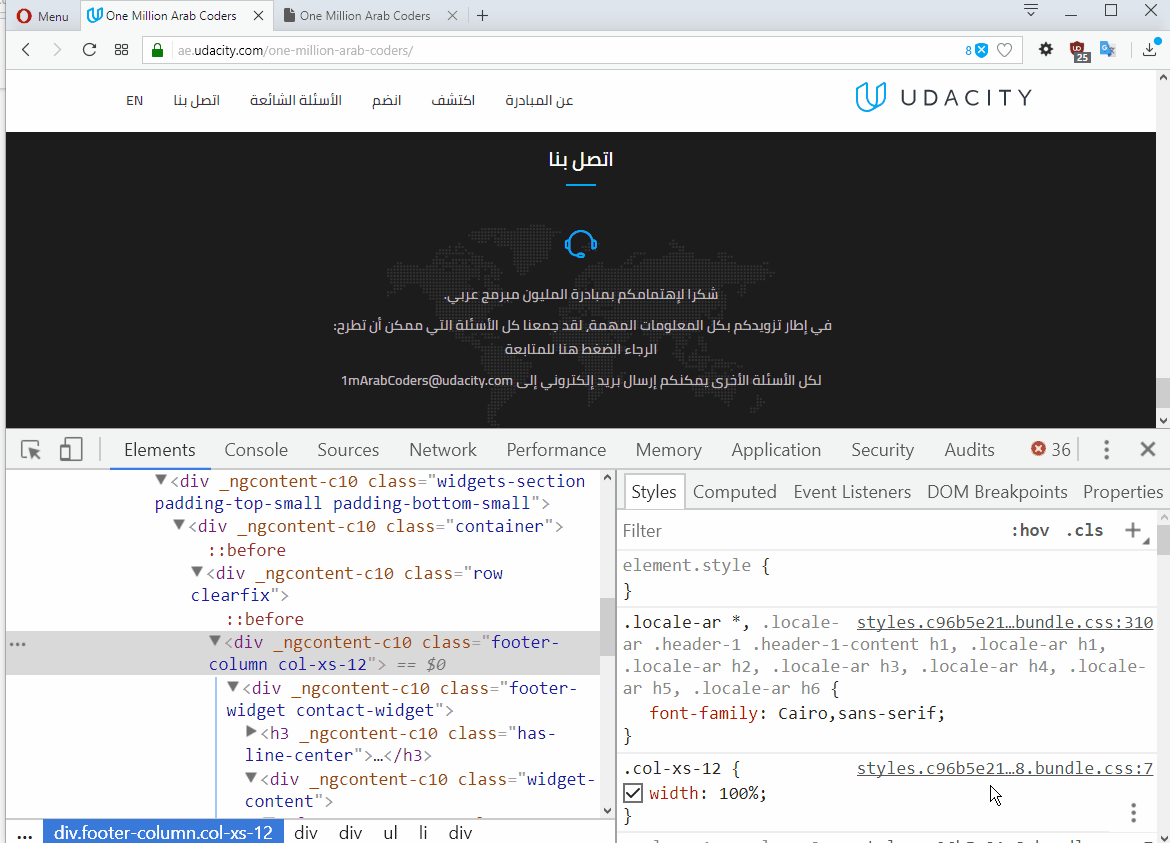 Menu
One Million Arab Coders
One Million Arab Coders
ae.udacity.com/one-million-arab-coders/
8
25
UDACITY
عن المبادرة
اكتشف
انضم
الأسئلة الشائعة
اتصل بنا
EN
اتصل بنا
شكرا لإهتمامكم بمبادرة المليون مبرمج عربي.
في إطار تزويدكم بكل المعلومات المهمة, لقد جمعنا كل الأسئلة التي ممكن أن تطرح:
الرجاء الضغط هنا للمتابعة
لكل الأسئلة الأخرى يمكنكم إرسال بريد إلكتروني إلى 1mArabCoders@udacity.com
Elements Console Sources Network Performance Memory Application Security Audits 36
<div _ngcontent-c10 class="widgets-section
padding-top-small padding-bottom-small">
<div _ngcontent-c10 class="container">
::before
<div _ngcontent-c10 class="row
clearfix">
::before
<div _ngcontent-c10 class="footer-
column col-xs-12"> == $0
<div _ngcontent-c10 class="footer-
widget contact-widget">
<h3 _ngcontent-c10 class="has-
line-center">…</h3>
<div _ngcontent-c10 class="widget-
content">
... div.footer-column.col-xs-12 div div ul li div
Styles Computed Event Listeners DOM Breakpoints Properties
Filter :hov .cls +
element.style {
}
.locale-ar *, .locale- styles.c96b5e21…bundle.css:310
ar .header-1 .header-1-content h1, .locale-ar h1,
.locale-ar h2, .locale-ar h3, .locale-ar h4, .locale-
ar h5, .locale-ar h6 {
font-family: Cairo,sans-serif;
}
.col-xs-12 { styles.c96b5e21…8.bundle.css:7
width: 100%;
}